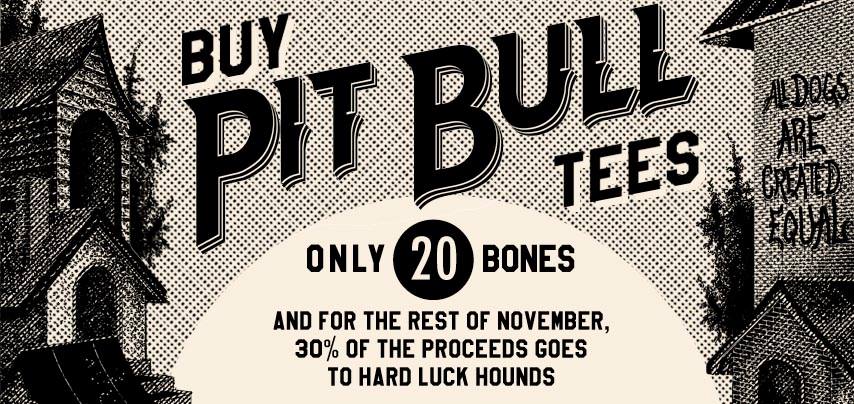 BUY
PIT BULL
TEES
ONLY 20 BONES
AND FOR THE REST OF NOVEMBER,
30% OF THE PROCEEDS GOES
TO HARD LUCK HOUNDS
ALL DOGS
ARE
CREATED
EQUAL